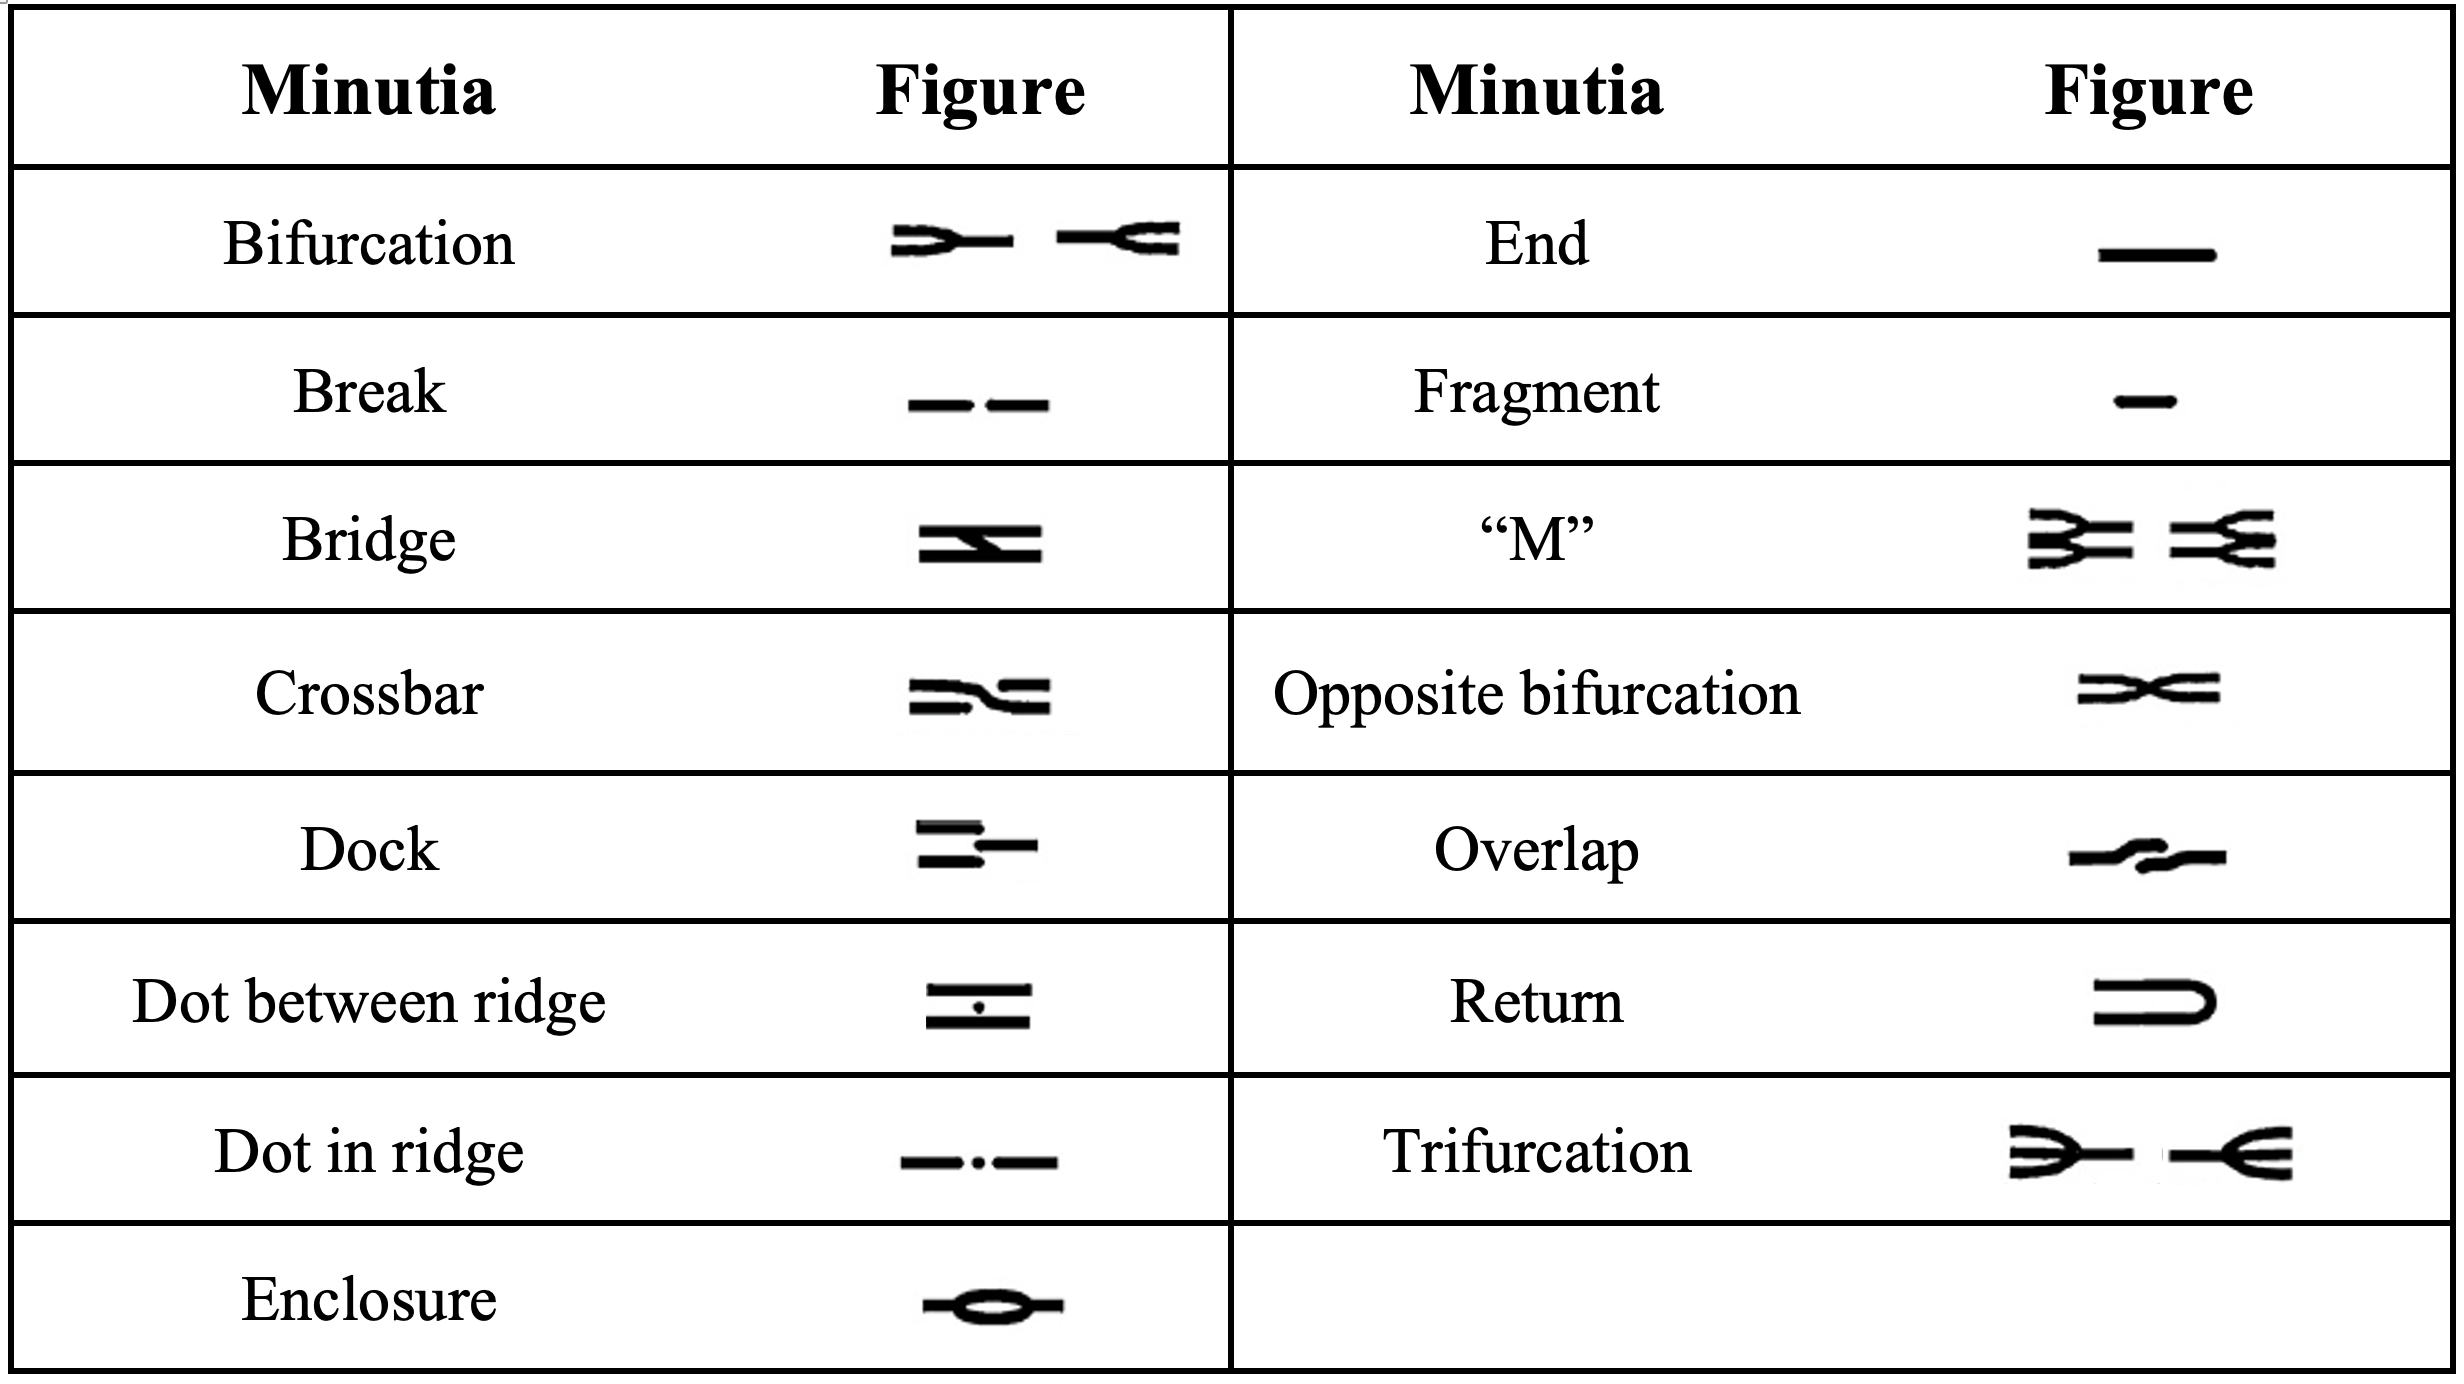 Minutia Figure Minutia Figure
Bifurcation End
Break Fragment
Bridge “M”
Crossbar Opposite bifurcation
Dock Overlap
Dot between ridge Return
Dot in ridge Trifurcation
Enclosure